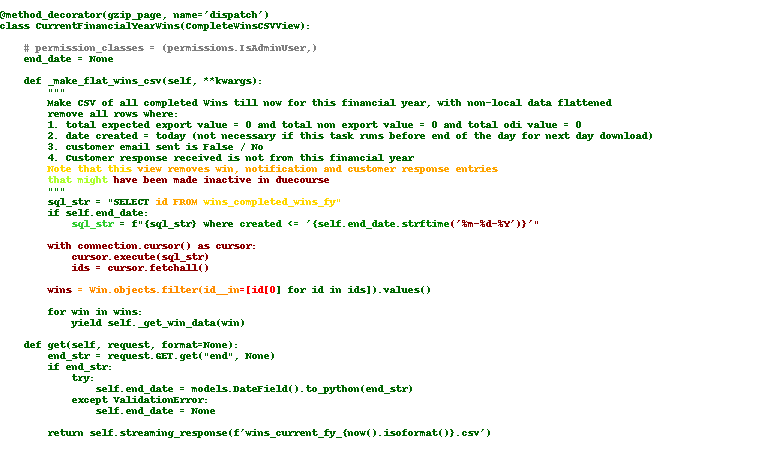 @method_decorator(gzip_page, name='dispatch')
class CurrentFinancialYearWins(CompleteWinsCSVView):
# permission_classes = (permissions.IsAdminUser,)
end_date = None
def _make_flat_wins_csv(self, **kwargs):
"""
Make CSV of all completed Wins till now for this financial year, with non-local data flattened
remove all rows where:
1. total expected export value = 0 and total non export value = 0 and total odi value = 0
2. date created = today (not necessary if this task runs before end of the day for next day download)
3. customer email sent is False / No
4. Customer response received is not from this financial year
Note that this view removes win, notification and customer response entries
that might have been made inactive in duecourse
"""
sql_str = "SELECT id FROM wins_completed_wins_fy"
if self.end_date:
sql_str = f"{sql_str} where created <= '{self.end_date.strftime('%m-%d-%Y')}'"
with connection.cursor() as cursor:
cursor.execute(sql_str)
ids = cursor.fetchall()
wins = Win.objects.filter(id__in=[id[0] for id in ids]).values()
for win in wins:
yield self._get_win_data(win)
def get(self, request, format=None):
end_str = request.GET.get("end", None)
if end_str:
try:
self.end_date = models.DateField().to_python(end_str)
except ValidationError:
self.end_date = None
return self.streaming_response(f'wins_current_fy_{now().isoformat()}.csv')